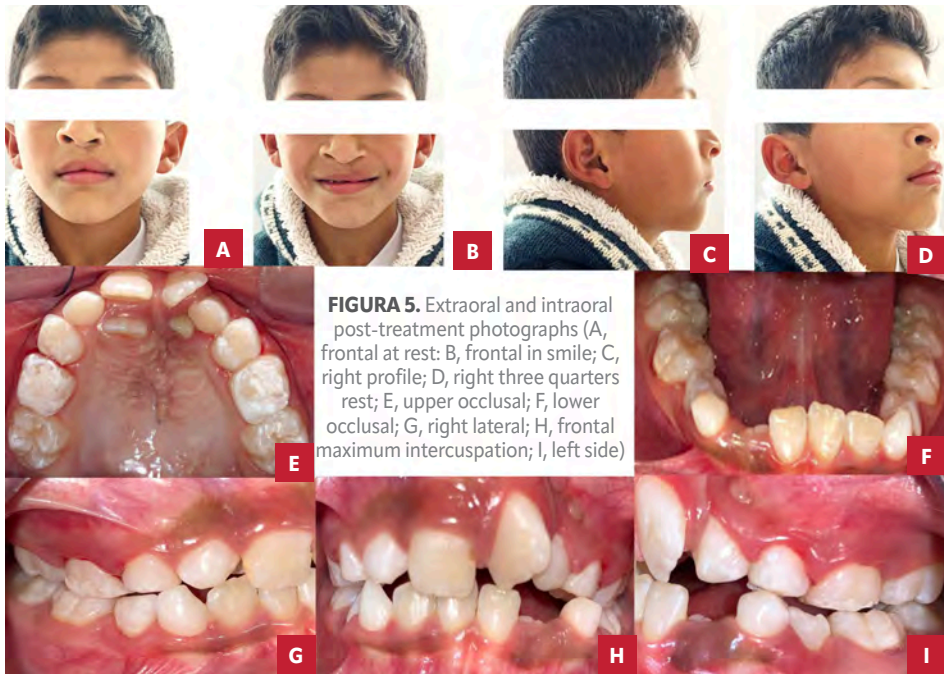 A
B
C
D
E
FIGURA 5. Extraoral and intraoral
post-treatment photographs (A,
frontal at rest: B, frontal in smile; C,
right profile; D, right three quarters
rest; E, upper occlusal; F, lower
occlusal; G, right lateral; H, frontal
maximum intercuspation; I, left side)
F
G
H
I